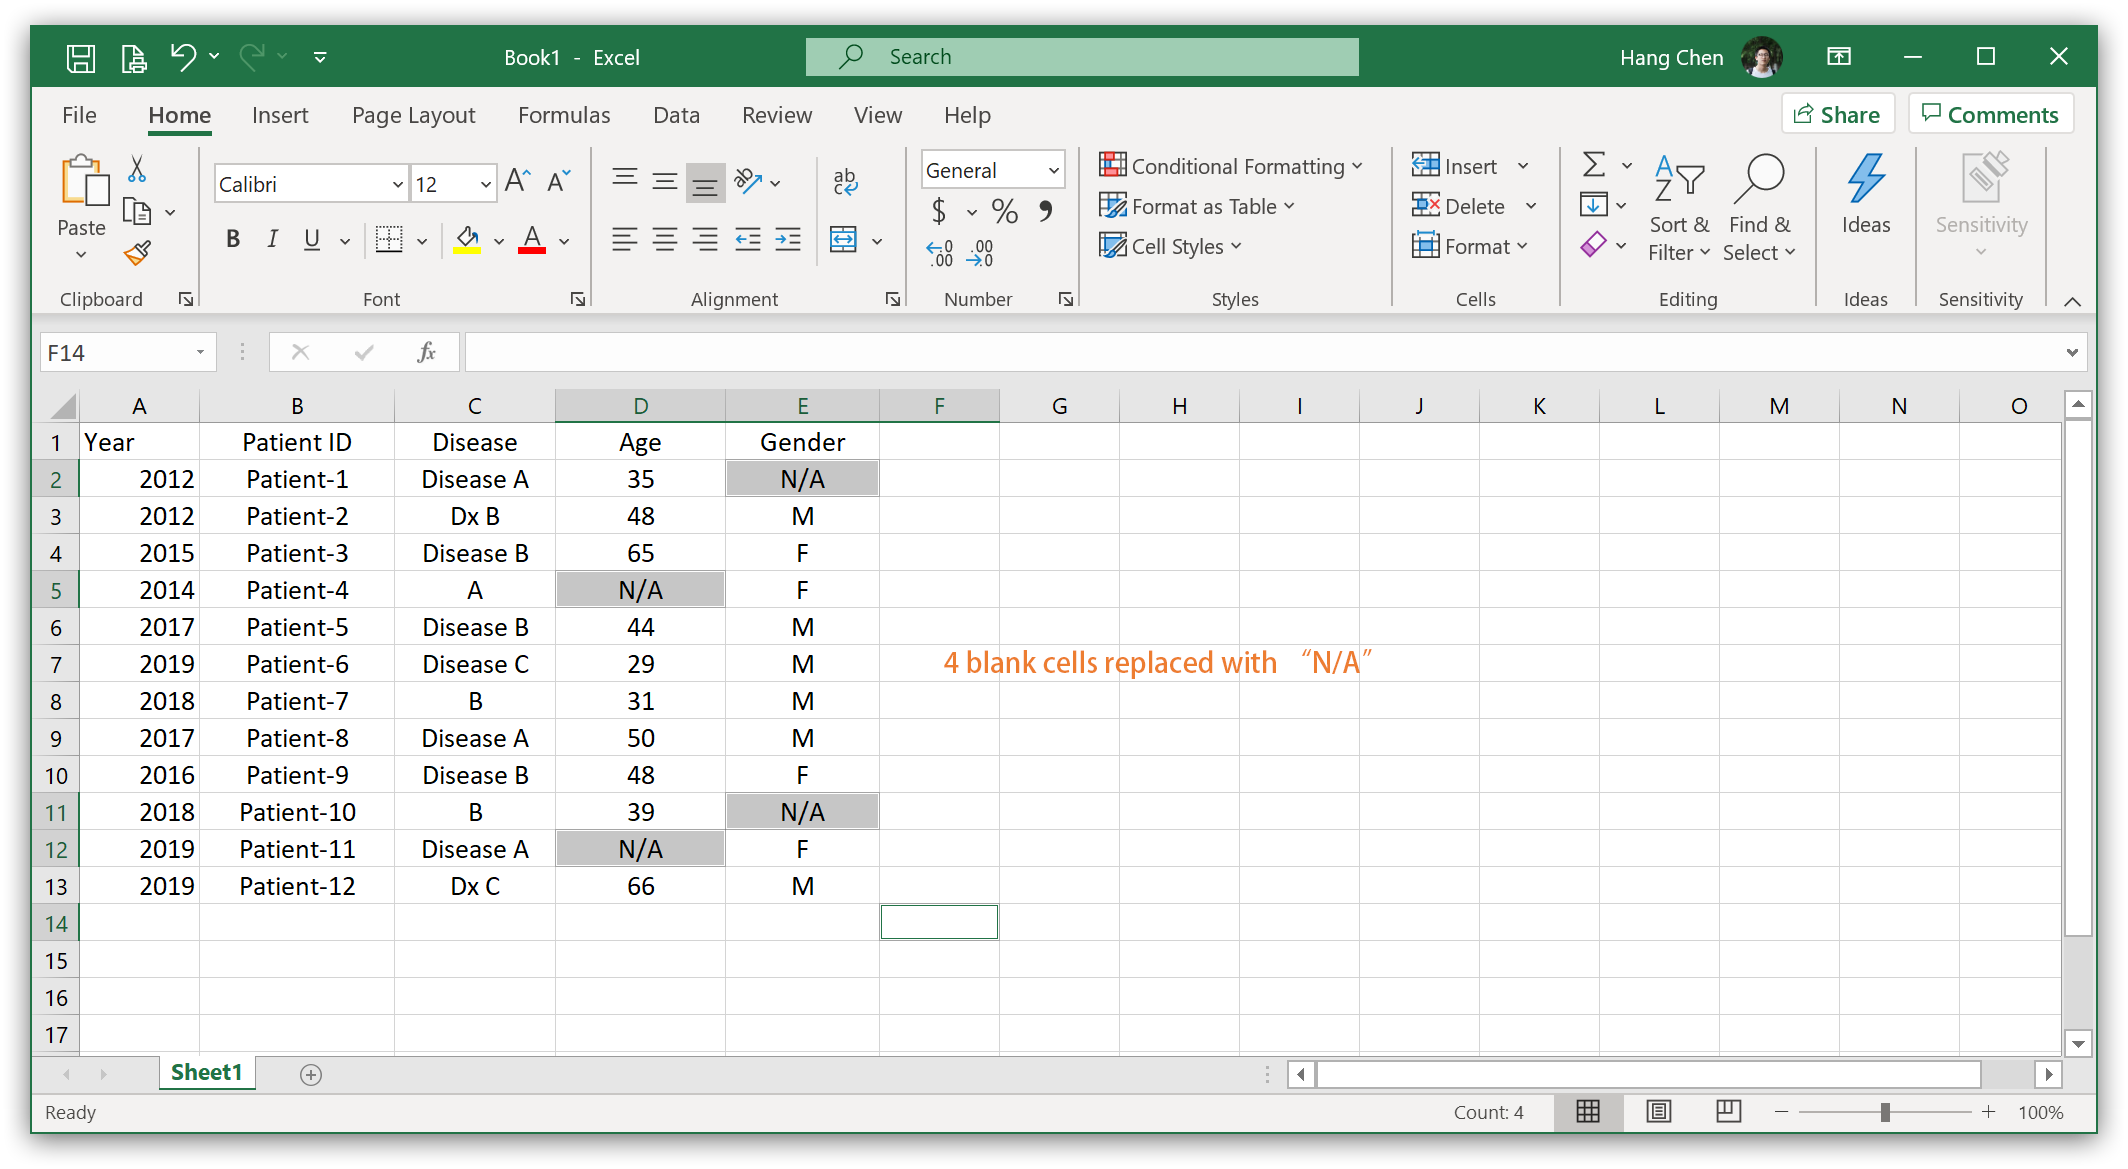 Book1 - Excel
Search
Hang Chen
File Home Insert Page Layout Formulas Data Review View Help Share Comments
Paste
Clipboard
Calibri 12
B I U A
Font
ab c
Alignment
General
$ % ,
.0 .00 .00 .0
Number
Conditional Formatting
Format as Table
Cell Styles
Styles
Insert
Delete
Format
Cells
Σ
Sort & Filter
Find & Select
Editing
Ideas
Ideas
Sensitivity
Sensitivity
F14 fx
A B C D E F G H I J K L M N O
1 Year Patient ID Disease Age Gender
2 2012 Patient-1 Disease A 35 N/A
3 2012 Patient-2 Dx B 48 M
4 2015 Patient-3 Disease B 65 F
5 2014 Patient-4 A N/A F
6 2017 Patient-5 Disease B 44 M
7 2019 Patient-6 Disease C 29 M 4 blank cells replaced with “N/A”
8 2018 Patient-7 B 31 M
9 2017 Patient-8 Disease A 50 M
10 2016 Patient-9 Disease B 48 F
11 2018 Patient-10 B 39 N/A
12 2019 Patient-11 Disease A N/A F
13 2019 Patient-12 Dx C 66 M
14
15
16
17
Sheet1
Ready Count: 4 100%